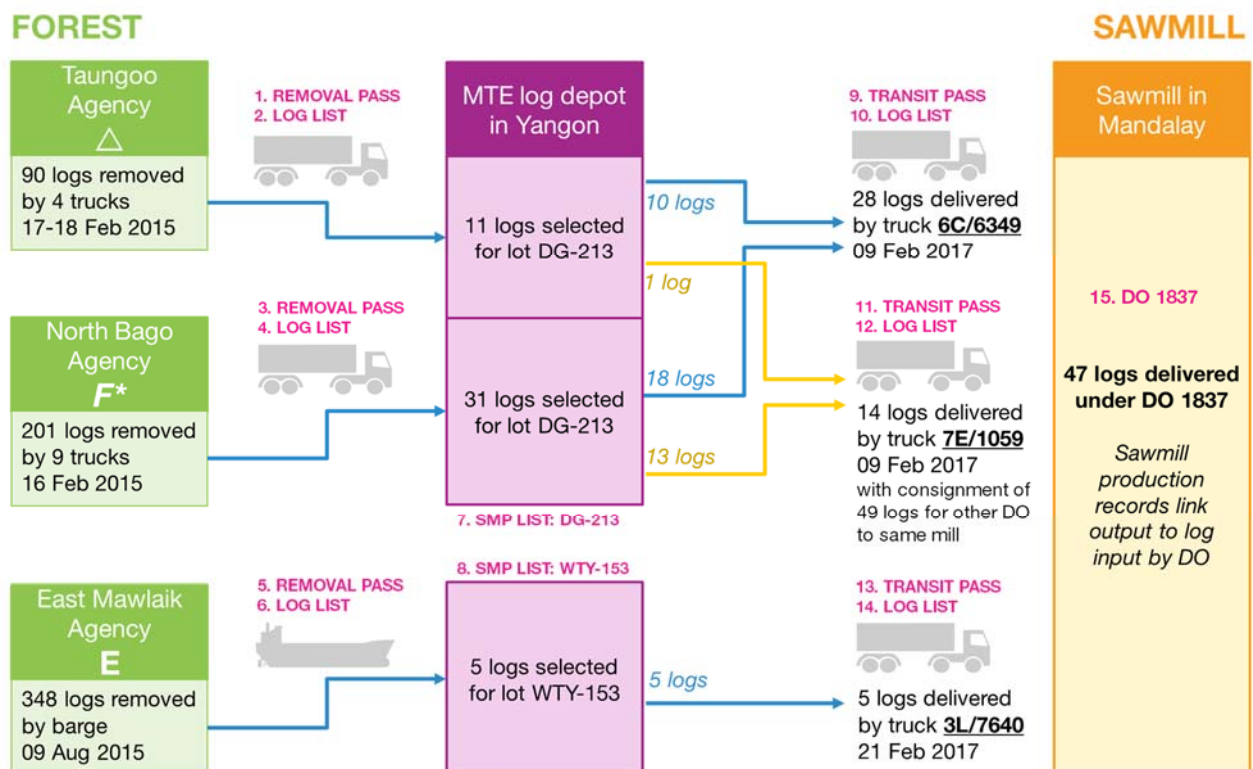 FOREST
SAWMILL
Taungoo
Agency
△
90 logs removed
by 4 trucks
17-18 Feb 2015
1. REMOVAL PASS
2. LOG LIST
MTE log depot
in Yangon
11 logs selected
for lot DG-213
10 logs
1 log
9. TRANSIT PASS
10. LOG LIST
28 logs delivered
by truck 6C/6349
09 Feb 2017
Sawmill in
Mandalay
North Bago
Agency
F*
201 logs removed
by 9 trucks
16 Feb 2015
3. REMOVAL PASS
4. LOG LIST
31 logs selected
for lot DG-213
18 logs
13 logs
7. SMP LIST: DG-213
11. TRANSIT PASS
12. LOG LIST
14 logs delivered
by truck 7E/1059
09 Feb 2017
with consignment of
49 logs for other DO
to same mill
15. DO 1837
47 logs delivered
under DO 1837
Sawmill
production
records link
output to log
input by DO
East Mawlaik
Agency
E
348 logs removed
by barge
09 Aug 2015
5. REMOVAL PASS
6. LOG LIST
8. SMP LIST: WTY-153
5 logs selected
for lot WTY-153
5 logs
13. TRANSIT PASS
14. LOG LIST
5 logs delivered
by truck 3L/7640
21 Feb 2017